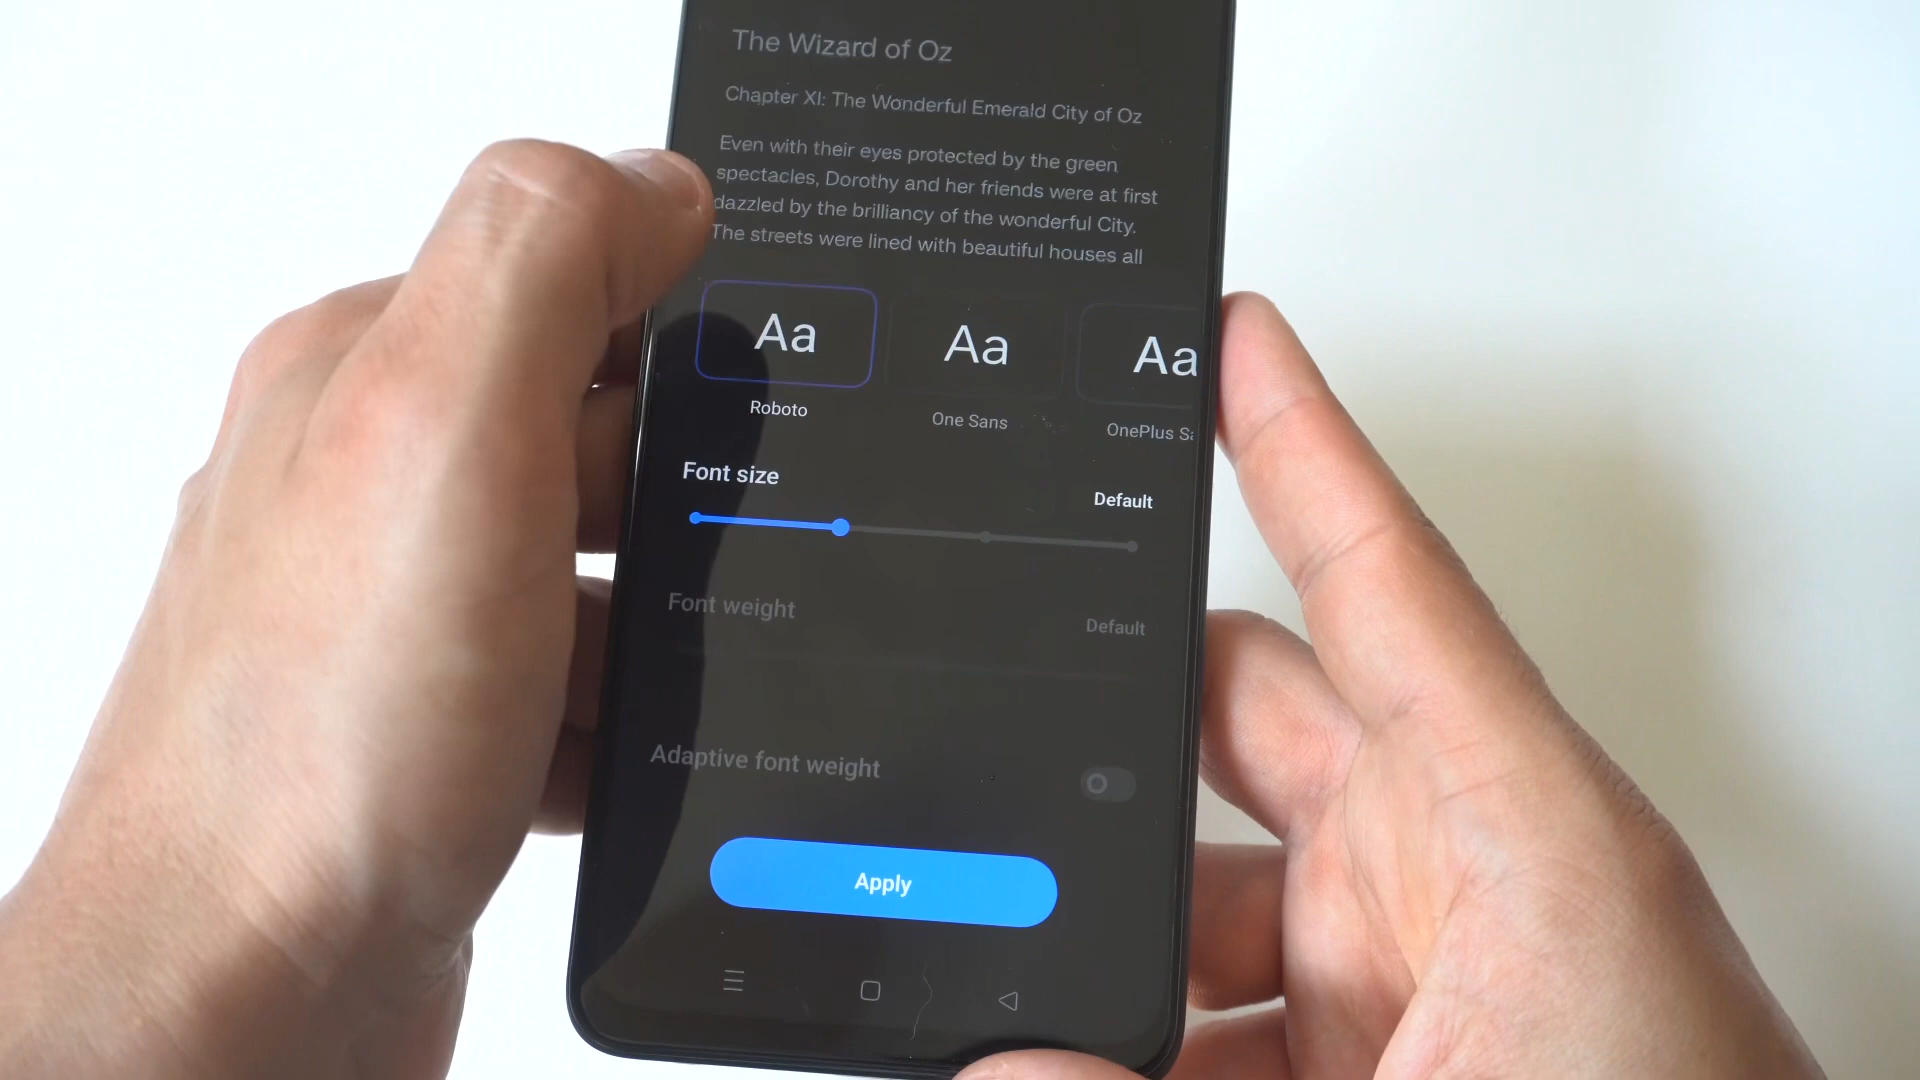 The Wizard of Oz
Chapter XI: The Wonderful Emerald City of Oz
Even with their eyes protected by the green
spectacles, Dorothy and her friends were at first
dazzled by the brilliancy of the wonderful City.
The streets were lined with beautiful houses all
Aa
Aa
Aa
Roboto
One Sans
OnePlus Sa
Font size
Default
Font weight
Default
Adaptive font weight
Apply